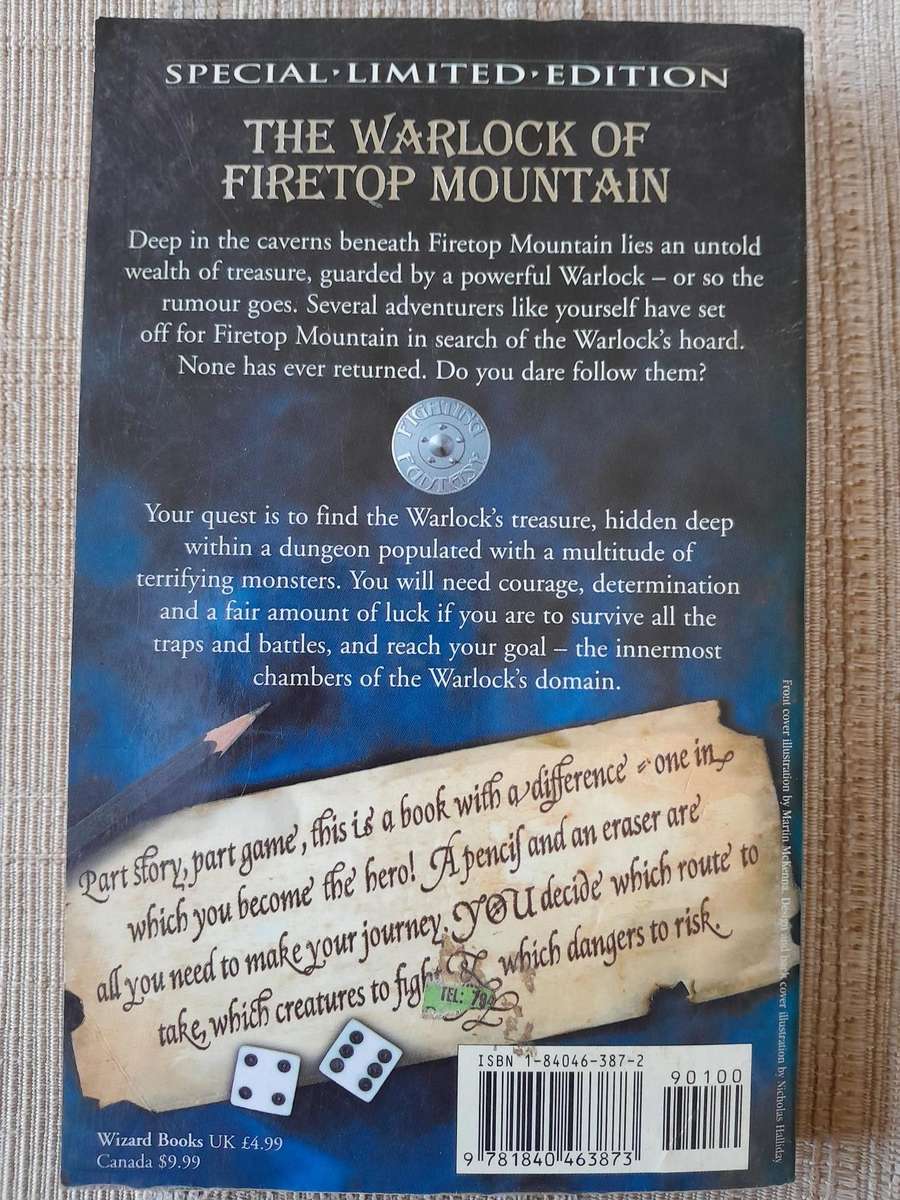 SPECIAL·LIMITED·EDITION
THE WARLOCK OF
FIRETOP MOUNTAIN
Deep in the caverns beneath Firetop Mountain lies an untold
wealth of treasure, guarded by a powerful Warlock – or so the
rumour goes. Several adventurers like yourself have set
off for Firetop Mountain in search of the Warlock's hoard.
None has ever returned. Do you dare follow them?
FIGHTING
FANTASY
Your quest is to find the Warlock's treasure, hidden deep
within a dungeon populated with a multitude of
terrifying monsters. You will need courage, determination
and a fair amount of luck if you are to survive all the
traps and battles, and reach your goal – the innermost
chambers of the Warlock's domain.
Part story, part game, this is a book with a difference – one in
which you become the hero! A pencil and an eraser are
all you need to make your journey. YOU decide which route to
take, which creatures to fight & which dangers to risk.
TEL: 794
ISBN 1-84046-387-2
90100
9 781840 463873
Wizard Books UK £4.99
Canada $9.99
Front cover illustration by Martin McKenna. Design and back cover illustration by Nicholas Halliday